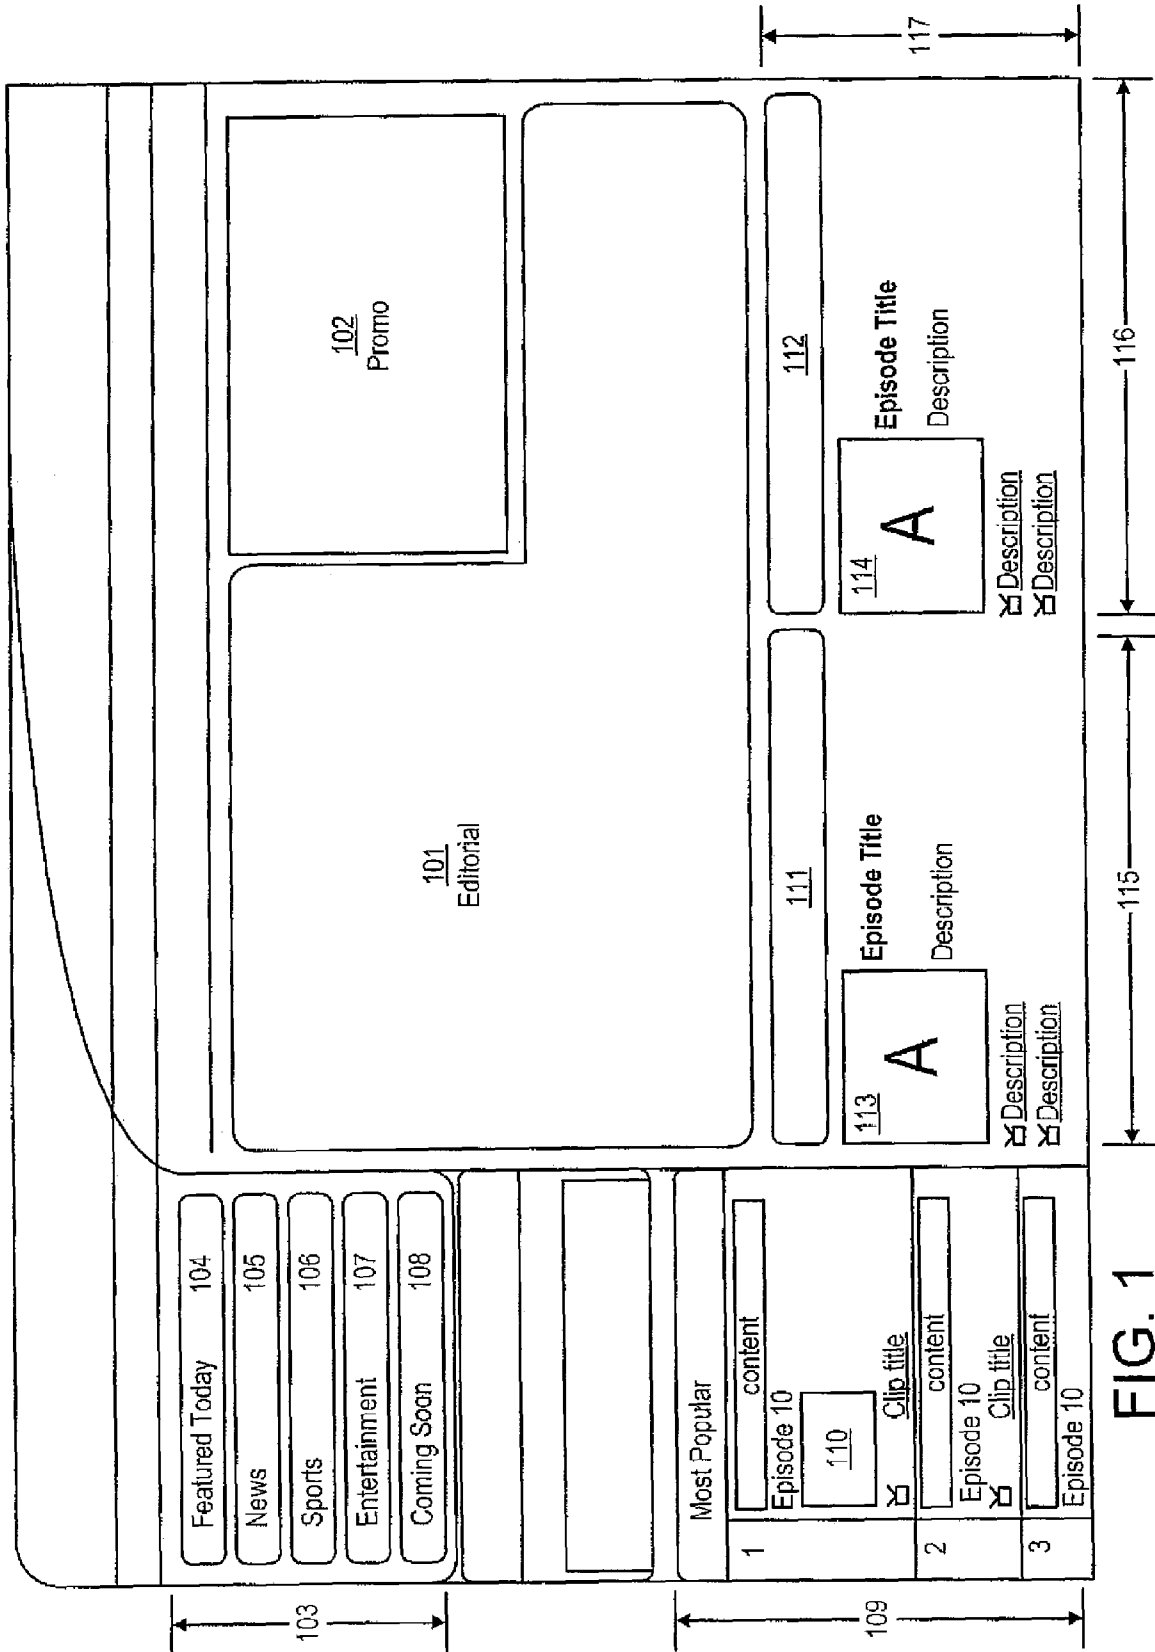 103
Featured Today 104
News 105
Sports 106
Entertainment 107
Coming Soon 108
109
Most Popular
1
content
Episode 10
110
Clip title
2
content
Episode 10
Clip title
3
content
Episode 10
101
Editorial
102
Promo
111
113
A
Episode Title
Description
Description
Description
112
114
A
Episode Title
Description
Description
Description
117
115
116
FIG. 1